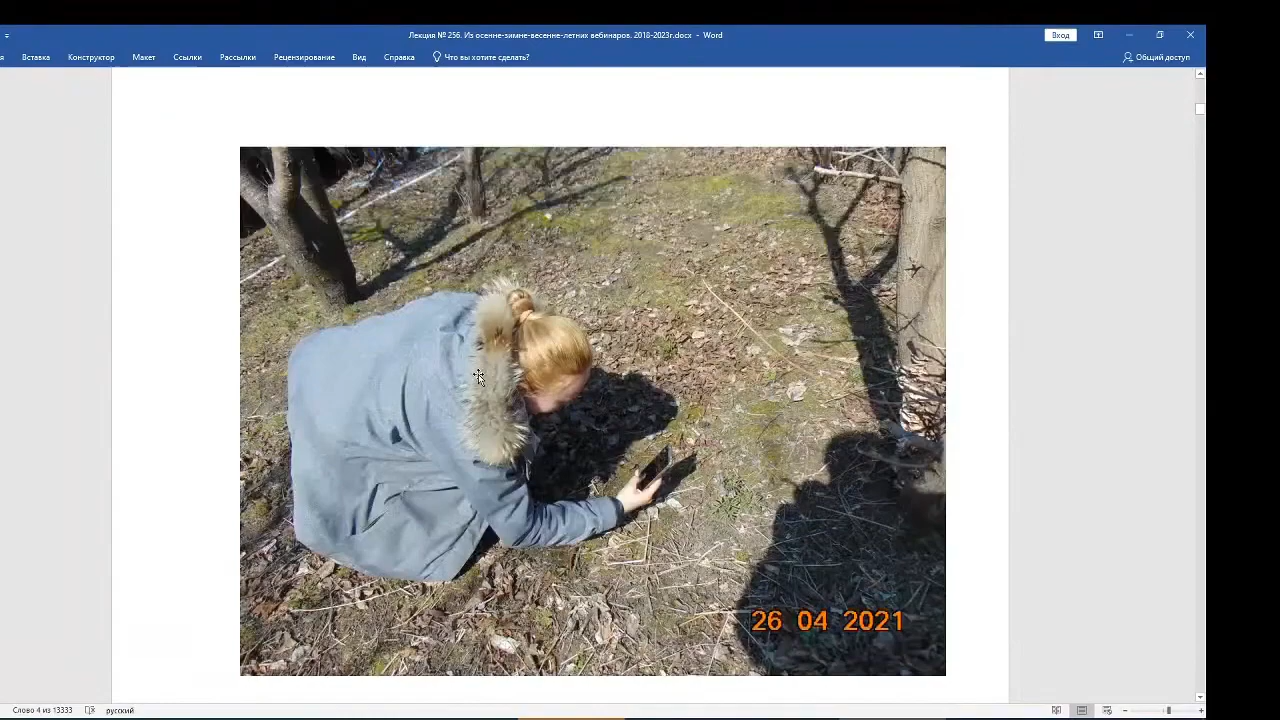 Лекция № 256. Из осенне-зимне-весенне-летних вебинаров. 2018-2023г.docx - Word
Вход
Вставка
Конструктор
Макет
Ссылки
Рассылки
Рецензирование
Вид
Справка
Что вы хотите сделать?
Общий доступ
26 04 2021
Слово 4 из 13333
русский